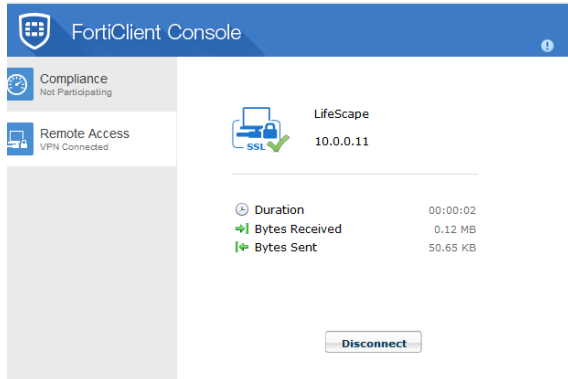 FortiClient Console
Compliance
Not Participating
Remote Access
VPN Connected
SSL
LifeScape
10.0.0.11
Duration 00:00:02
Bytes Received 0.12 MB
Bytes Sent 50.65 KB
Disconnect